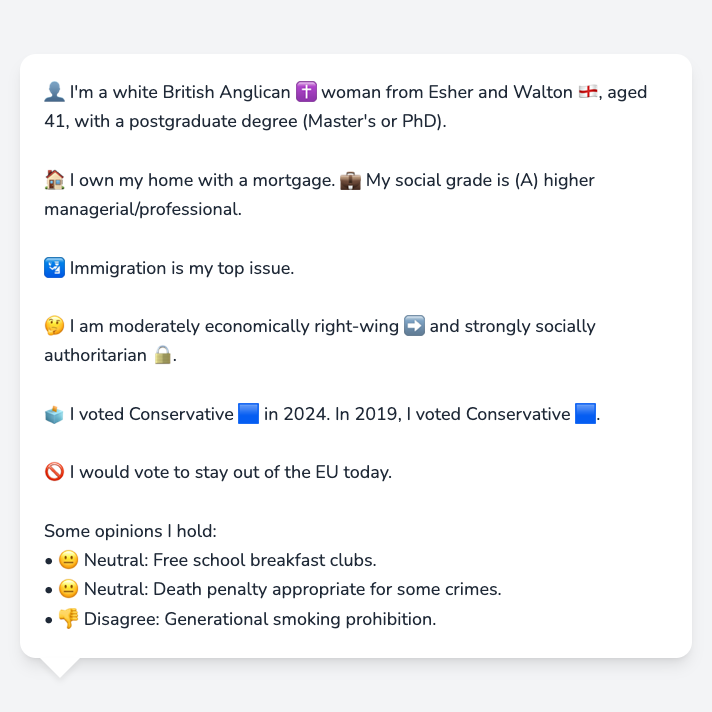 👤 I'm a white British Anglican ✝️ woman from Esher and Walton 🏴󠁧󠁢󠁥󠁮󠁧󠁿, aged
41, with a postgraduate degree (Master's or PhD).
🏠 I own my home with a mortgage. 💼 My social grade is (A) higher
managerial/professional.
🛂 Immigration is my top issue.
🤔 I am moderately economically right-wing ➡️ and strongly socially
authoritarian 🔒.
🗳️ I voted Conservative 🟦 in 2024. In 2019, I voted Conservative 🟦.
🚫 I would vote to stay out of the EU today.
Some opinions I hold:
• 😐 Neutral: Free school breakfast clubs.
• 😐 Neutral: Death penalty appropriate for some crimes.
• 👎 Disagree: Generational smoking prohibition.